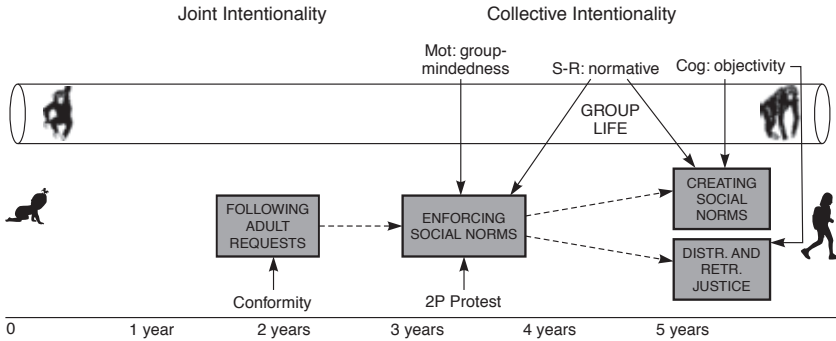 Joint Intentionality
Collective Intentionality
Mot: group-
mindedness
S-R: normative
Cog: objectivity
GROUP
LIFE
FOLLOWING
ADULT
REQUESTS
ENFORCING
SOCIAL NORMS
CREATING
SOCIAL
NORMS
DISTR. AND
RETR.
JUSTICE
Conformity
2P Protest
0
1 year
2 years
3 years
4 years
5 years